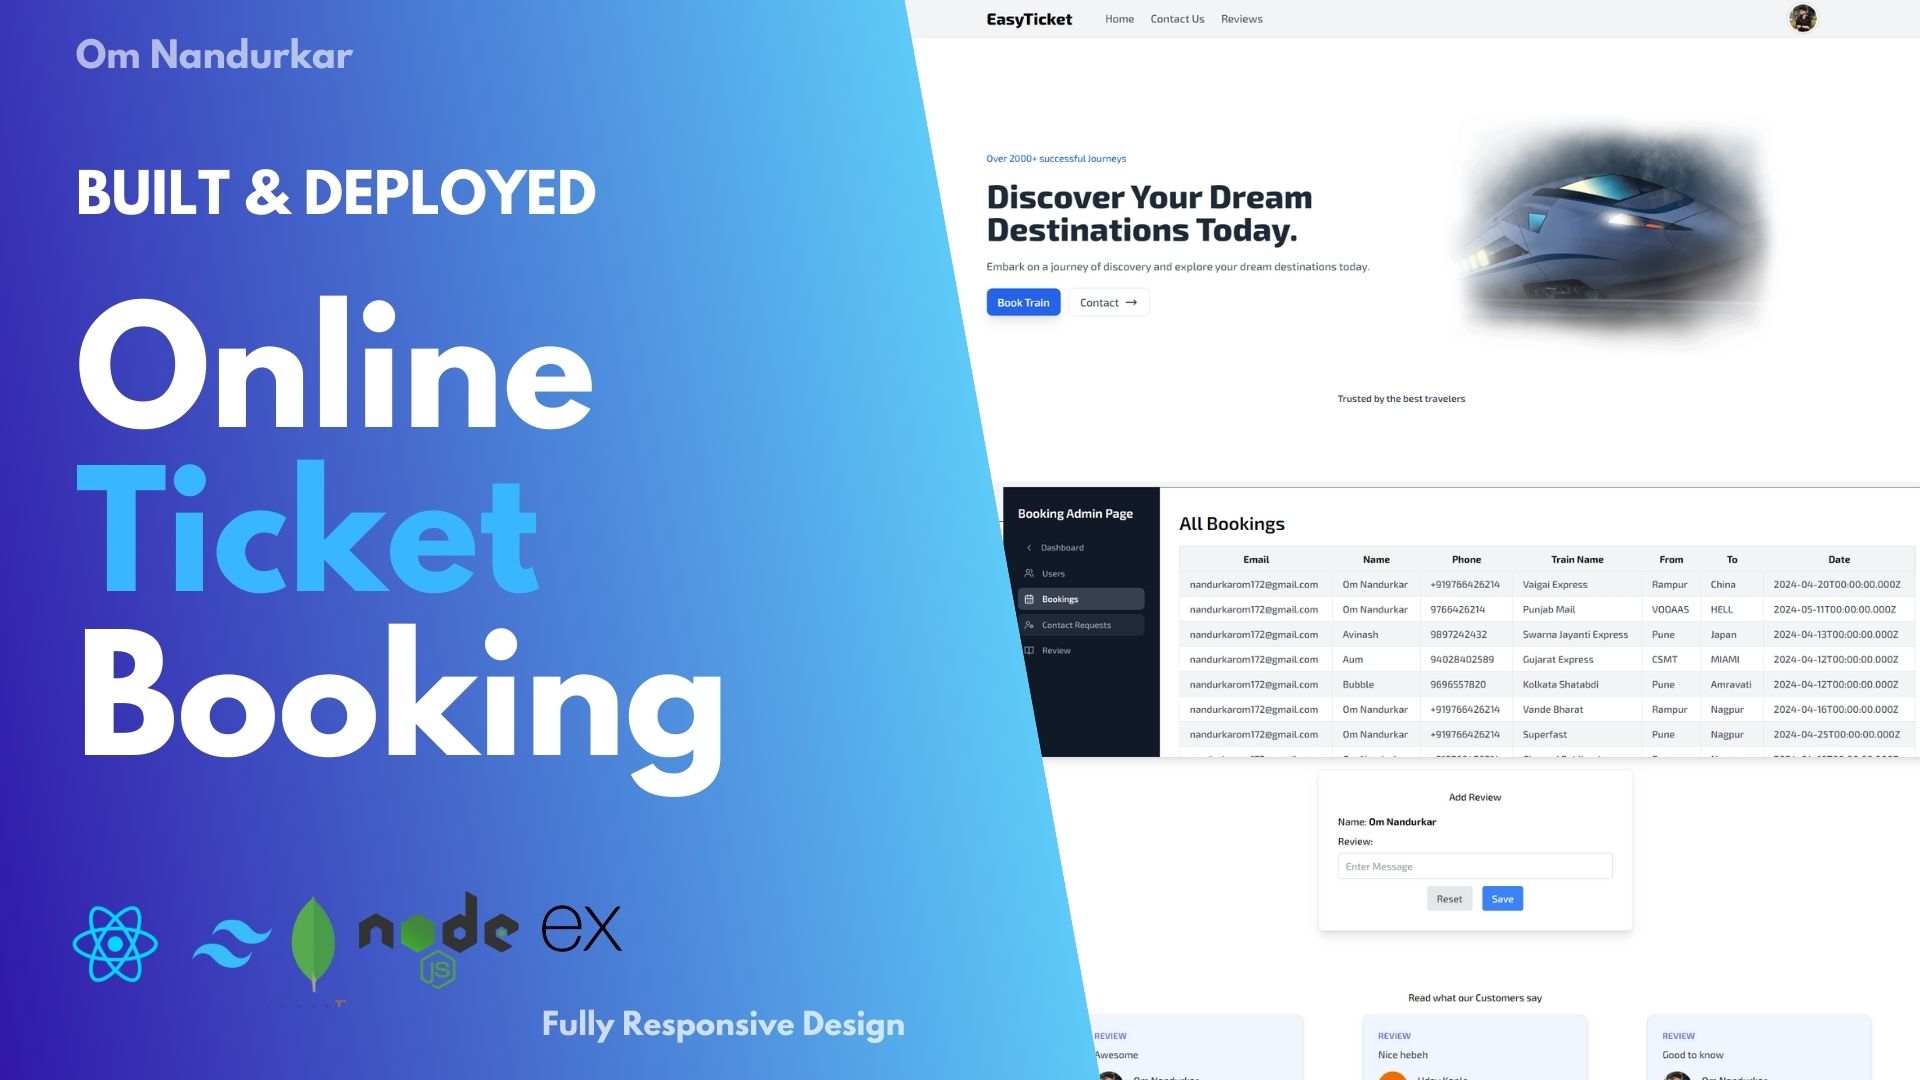 Om Nandurkar
BUILT & DEPLOYED
Online
Ticket
Booking
node
JS
ex
Fully Responsive Design
EasyTicket Home Contact Us Reviews
Over 2000+ successful Journeys
Discover Your Dream
Destinations Today.
Embark on a journey of discovery and explore your dream destinations today.
Book Train Contact →
Trusted by the best travelers
Booking Admin Page
Dashboard
Users
Bookings
Contact Requests
Review
All Bookings
Email Name Phone Train Name From To Date
nandurkarom172@gmail.com Om Nandurkar +919766426214 Vaigai Express Rampur China 2024-04-20T00:00:00.000Z
nandurkarom172@gmail.com Om Nandurkar 9766426214 Punjab Mail VOOAAS HELL 2024-05-11T00:00:00.000Z
nandurkarom172@gmail.com Avinash 9897242432 Swarna Jayanti Express Pune Japan 2024-04-13T00:00:00.000Z
nandurkarom172@gmail.com Aum 94028402589 Gujarat Express CSMT MIAMI 2024-04-12T00:00:00.000Z
nandurkarom172@gmail.com Bubble 9696557820 Kolkata Shatabdi Pune Amravati 2024-04-12T00:00:00.000Z
nandurkarom172@gmail.com Om Nandurkar +919766426214 Vande Bharat Rampur Nagpur 2024-04-16T00:00:00.000Z
nandurkarom172@gmail.com Om Nandurkar +919766426214 Superfast Pune Nagpur 2024-04-25T00:00:00.000Z
Add Review
Name: Om Nandurkar
Review:
Enter Message
Reset Save
Read what our Customers say
REVIEW
Awesome
REVIEW
Nice hebeh
REVIEW
Good to know